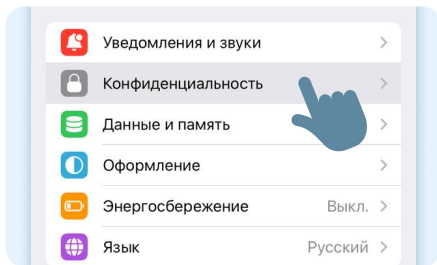 Уведомления и звуки
Конфиденциальность
Данные и память
Оформление
Энергосбережение Выкл.
Язык Русский